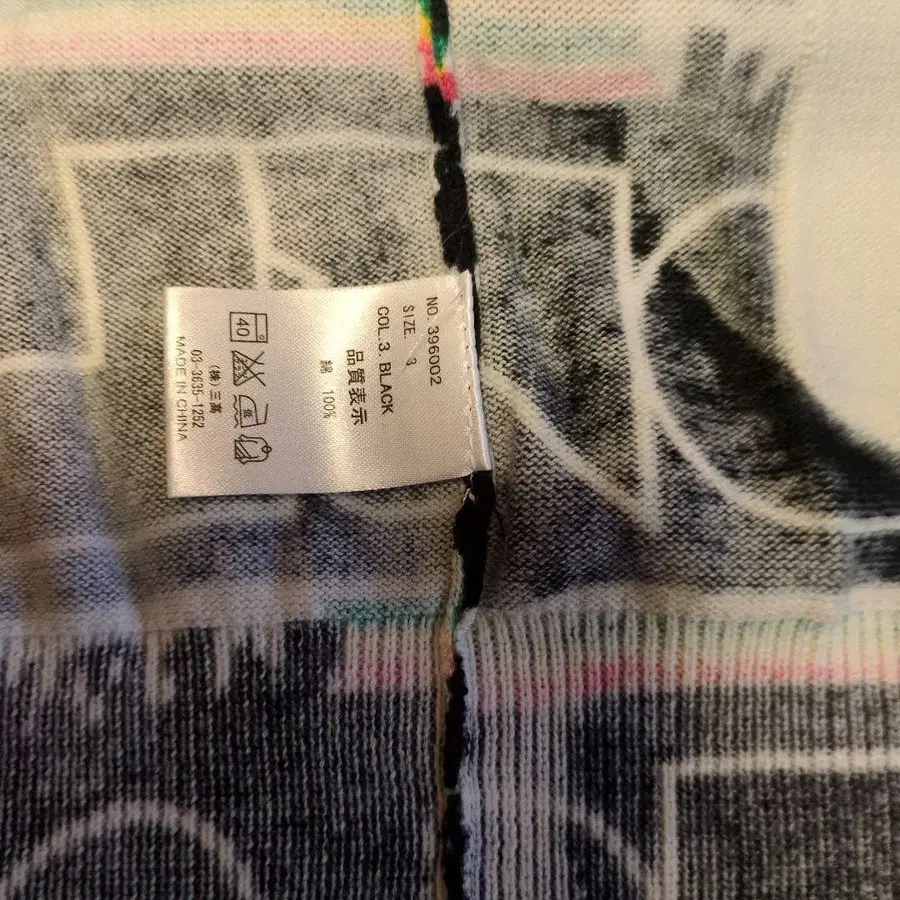 NO. 396002
SIZE. 3
COL. 3. BLACK
品質表示
綿 100%
40
(株)三高
03-3635-1252
MADE IN CHINA